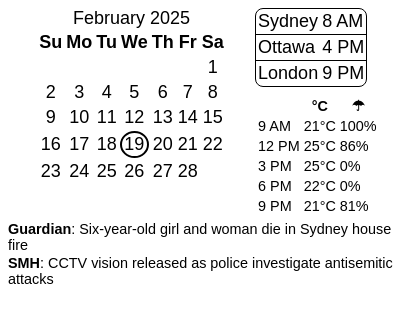 February 2025
Su Mo Tu We Th Fr Sa
1
2 3 4 5 6 7 8
9 10 11 12 13 14 15
16 17 18 19 20 21 22
23 24 25 26 27 28
Sydney 8 AM
Ottawa 4 PM
London 9 PM
°C ☂
9 AM 21°C 100%
12 PM 25°C 86%
3 PM 25°C 0%
6 PM 22°C 0%
9 PM 21°C 81%
Guardian: Six-year-old girl and woman die in Sydney house
fire
SMH: CCTV vision released as police investigate antisemitic
attacks